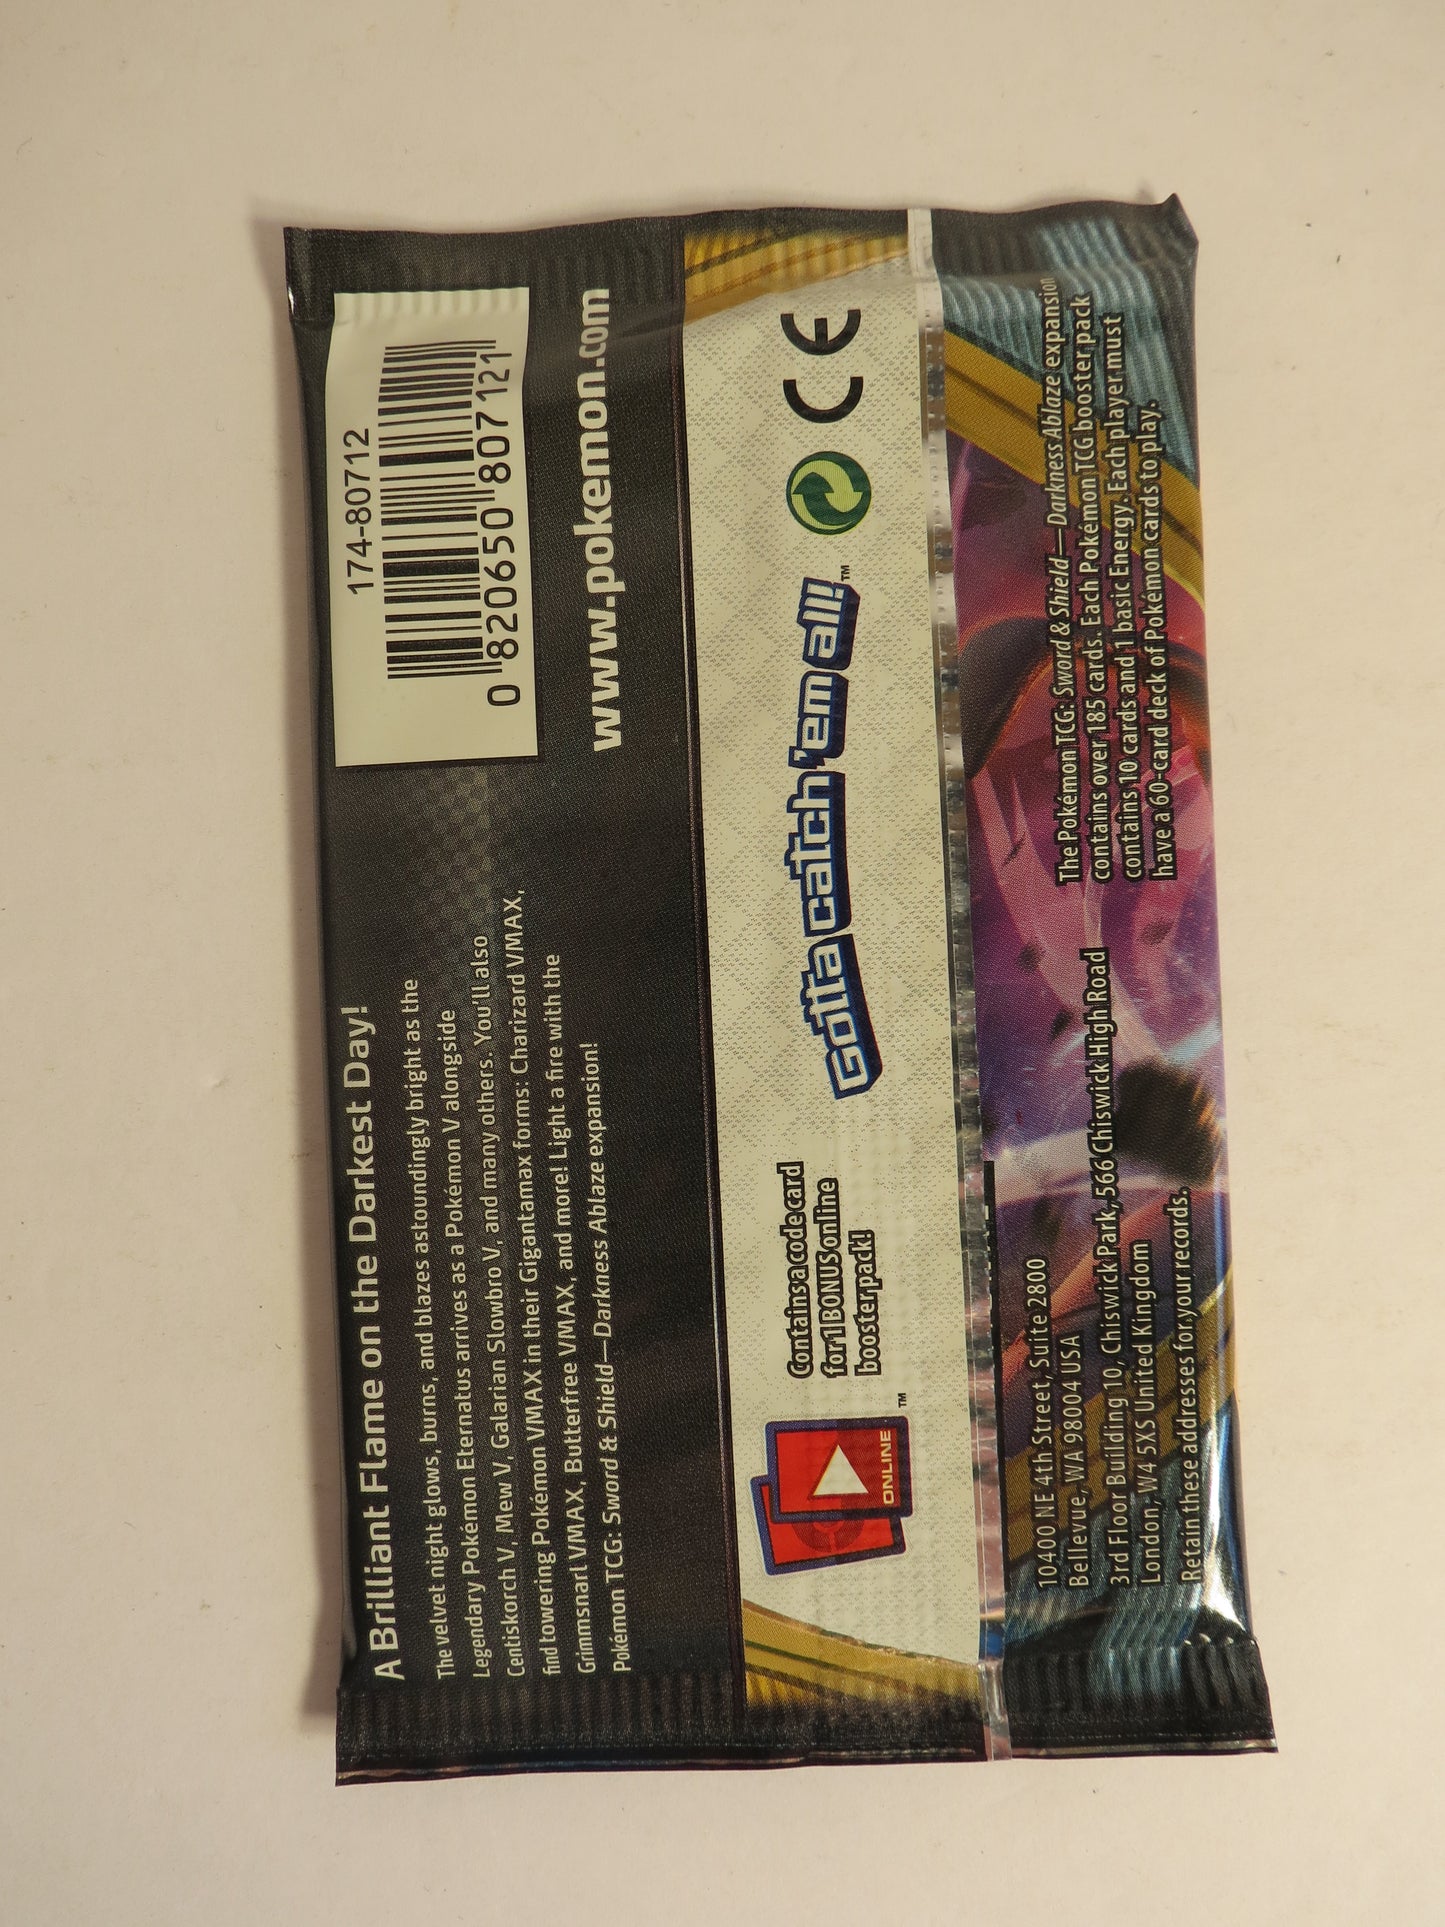 A Brilliant Flame on the Darkest Day!
The velvet night glows, burns, and blazes astoundingly bright as the
Legendary Pokémon Eternatus arrives as a Pokémon V alongside
Centiskorch V, Mew V, Galarian Slowbro V, and many others. You'll also
find towering Pokémon VMAX in their Gigantamax forms: Charizard VMAX,
Grimmsnarl VMAX, Butterfree VMAX, and more! Light a fire with the
Pokémon TCG: Sword & Shield—Darkness Ablaze expansion!
174-80712
0 820650 807121
www.pokemon.com
ONLINE
™
Contains a code card
for 1 BONUS online
booster pack!
Gotta catch 'em all!™
CE
10400 NE 4th Street, Suite 2800
Bellevue, WA 98004 USA
3rd Floor Building 10, Chiswick Park, 566 Chiswick High Road
London, W4 5XS United Kingdom
Retain these addresses for your records.
The Pokémon TCG: Sword & Shield—Darkness Ablaze expansion
contains over 185 cards. Each Pokémon TCG booster pack
contains 10 cards and 1 basic Energy. Each player must
have a 60-card deck of Pokémon cards to play.